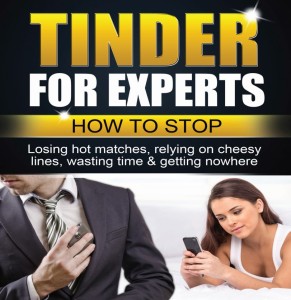 TINDER
FOR EXPERTS
HOW TO STOP
Losing hot matches, relying on cheesy
lines, wasting time & getting nowhere